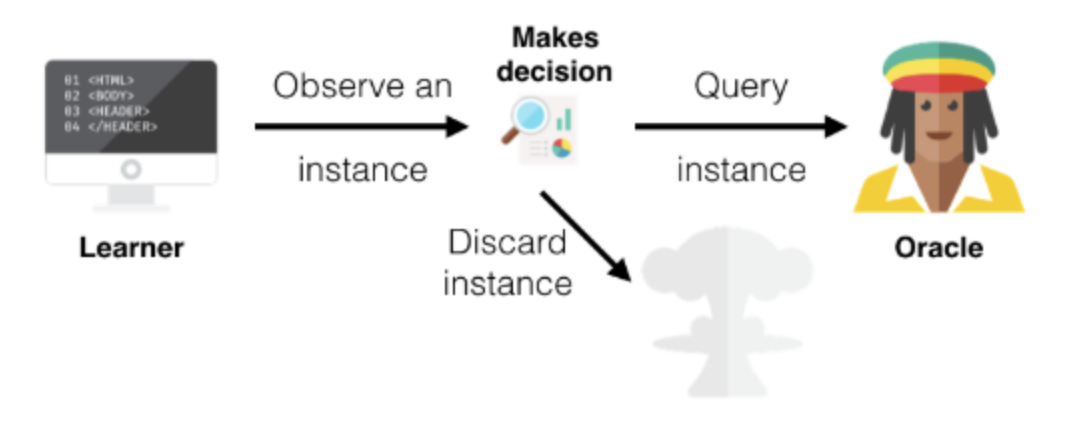 Makes
decision
Observe an
instance
Query
instance
01 <HTML>
02 <BODY>
03 <HEADER>
04 </HEADER>
Learner
Discard
instance
Oracle